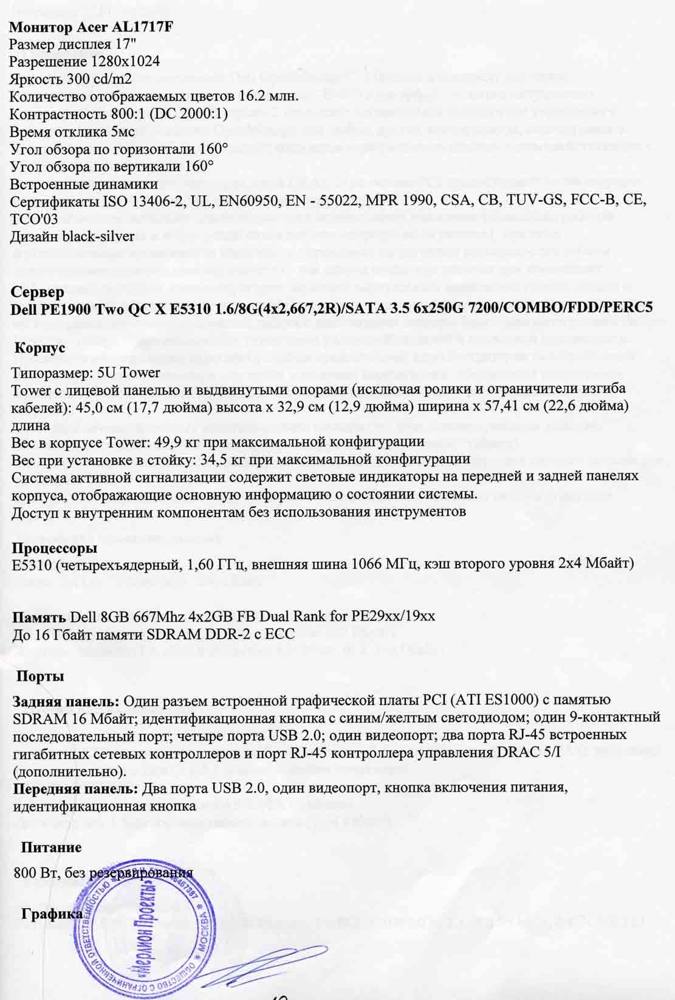 Монитор Acer AL1717F
Размер дисплея 17"
Разрешение 1280x1024
Яркость 300 cd/m2
Количество отображаемых цветов 16.2 млн.
Контрастность 800:1 (DC 2000:1)
Время отклика 5мс
Угол обзора по горизонтали 160°
Угол обзора по вертикали 160°
Встроенные динамики
Сертификаты ISO 13406-2, UL, EN60950, EN - 55022, MPR 1990, CSA, CB, TUV-GS, FCC-B, CE,
TCO'03
Дизайн black-silver
Сервер
Dell PE1900 Two QC X E5310 1.6/8G(4x2,667,2R)/SATA 3.5 6x250G 7200/COMBO/FDD/PERC5
Корпус
Типоразмер: 5U Tower
Tower с лицевой панелью и выдвинутыми опорами (исключая ролики и ограничители изгиба
кабелей): 45,0 см (17,7 дюйма) высота х 32,9 см (12,9 дюйма) ширина х 57,41 см (22,6 дюйма)
длина
Вес в корпусе Tower: 49,9 кг при максимальной конфигурации
Вес при установке в стойку: 34,5 кг при максимальной конфигурации
Система активной сигнализации содержит световые индикаторы на передней и задней панелях
корпуса, отображающие основную информацию о состоянии системы.
Доступ к внутренним компонентам без использования инструментов
Процессоры
E5310 (четырехъядерный, 1,60 ГГц, внешняя шина 1066 МГц, кэш второго уровня 2x4 Мбайт)
Память Dell 8GB 667Mhz 4x2GB FB Dual Rank for PE29xx/19xx
До 16 Гбайт памяти SDRAM DDR-2 с ECC
Порты
Задняя панель: Один разъем встроенной графической платы PCI (ATI ES1000) с памятью
SDRAM 16 Мбайт; идентификационная кнопка с синим/желтым светодиодом; один 9-контактный
последовательный порт; четыре порта USB 2.0; один видеопорт; два порта RJ-45 встроенных
гигабитных сетевых контроллеров и порт RJ-45 контроллера управления DRAC 5/I
(дополнительно).
Передняя панель: Два порта USB 2.0, один видеопорт, кнопка включения питания,
идентификационная кнопка
Питание
800 Вт, без резервирования
Графика
ОБЩЕСТВО С ОГРАНИЧЕННОЙ ОТВЕТСТВЕННОСТЬЮ
* МОСКВА *
«Мерлион Проекты»